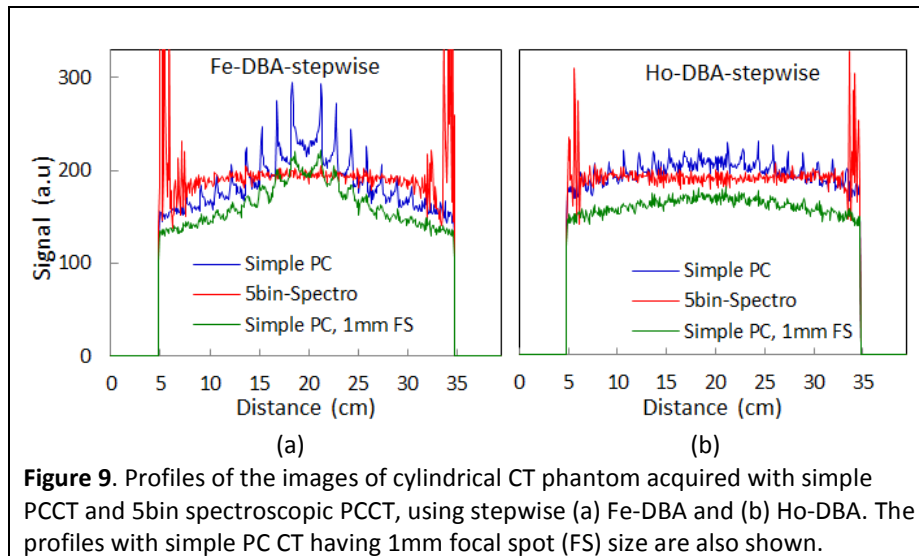 Fe-DBA-stepwise
Signal (a.u)
300
200
100
0
Simple PC
5bin-Spectro
Simple PC, 1mm FS
0 5 10 15 20 25 30 35
Distance (cm)
(a)
Ho-DBA-stepwise
Simple PC
5bin-Spectro
Simple PC, 1mm FS
0 5 10 15 20 25 30 35
Distance (cm)
(b)
Figure 9. Profiles of the images of cylindrical CT phantom acquired with simple
PCCT and 5bin spectroscopic PCCT, using stepwise (a) Fe-DBA and (b) Ho-DBA. The
profiles with simple PC CT having 1mm focal spot (FS) size are also shown.